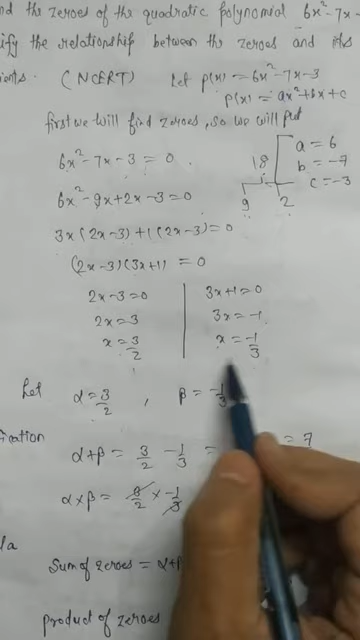 nd the zeroes of the quadratic polynomial 6x²-7x-
ify the relationship between the zeroes and its
ients. (NCERT) Let p(x) = 6x²-7x-3
p(x) = ax²+bx+c
first we will find zeroes, so we will put
6x²-7x-3 = 0
a = 6
18
b = -7
6x²-9x+2x-3=0
c = -3
9 2
3x(2x-3)+1(2x-3)=0
(2x-3)(3x+1) = 0
2x-3=0 3x+1=0
2x=3 3x=-1
x=3/2 x=-1/3
Let α=3/2 , β=-1/3
fication
α+β = 3/2 -1/3 = = 7
α×β = 3/2 × -1/3
la
Sum of zeroes = α+β
product of zeroes